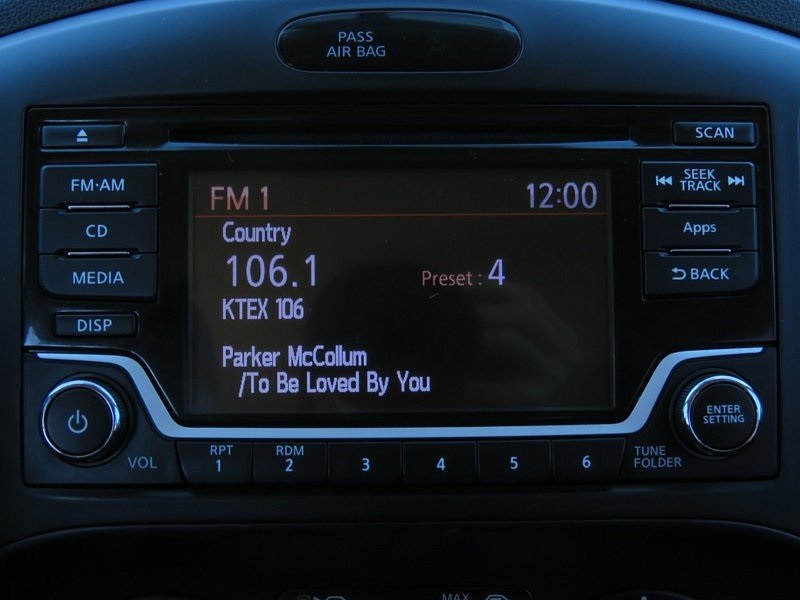 PASS
AIR BAG
SCAN
FM·AM
SEEK
TRACK
CD
Apps
MEDIA
BACK
DISP
FM 1
12:00
Country
106.1
Preset : 4
KTEX 106
Parker McCollum
/To Be Loved By You
ENTER
SETTING
VOL
RPT
1
RDM
2
3
4
5
6
TUNE
FOLDER
MAX